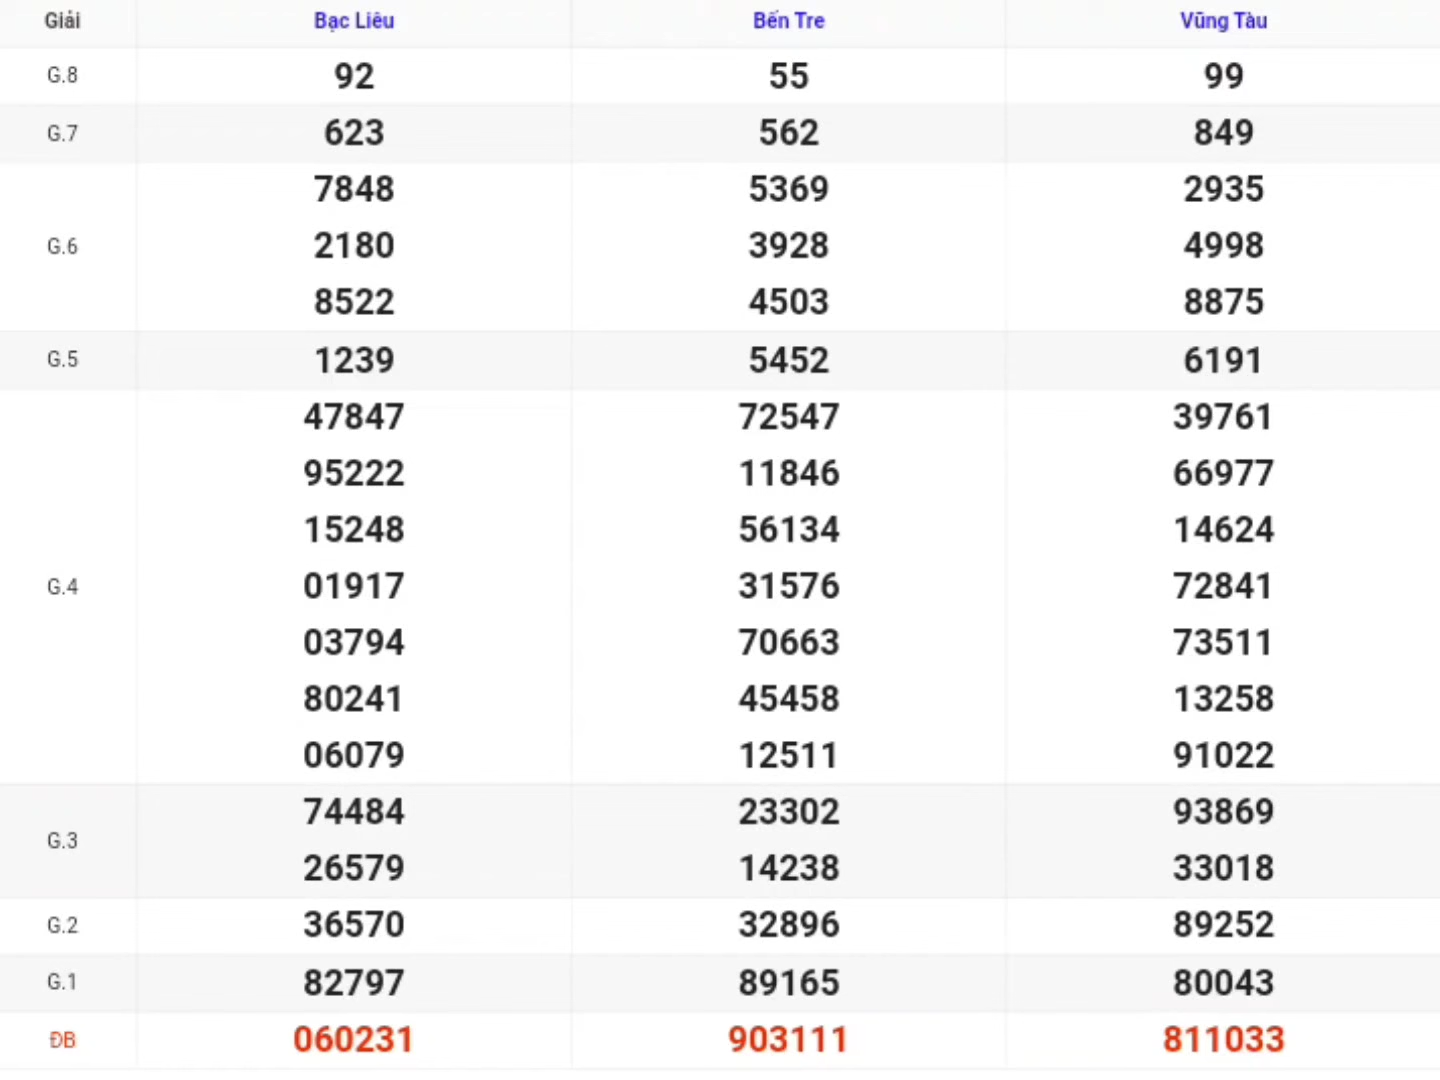 Giải Bạc Liêu Bến Tre Vũng Tàu
G.8 92 55 99
G.7 623 562 849
7848 5369 2935
G.6 2180 3928 4998
8522 4503 8875
G.5 1239 5452 6191
47847 72547 39761
95222 11846 66977
15248 56134 14624
G.4 01917 31576 72841
03794 70663 73511
80241 45458 13258
06079 12511 91022
74484 23302 93869
G.3
26579 14238 33018
G.2 36570 32896 89252
G.1 82797 89165 80043
ĐB 060231 903111 811033